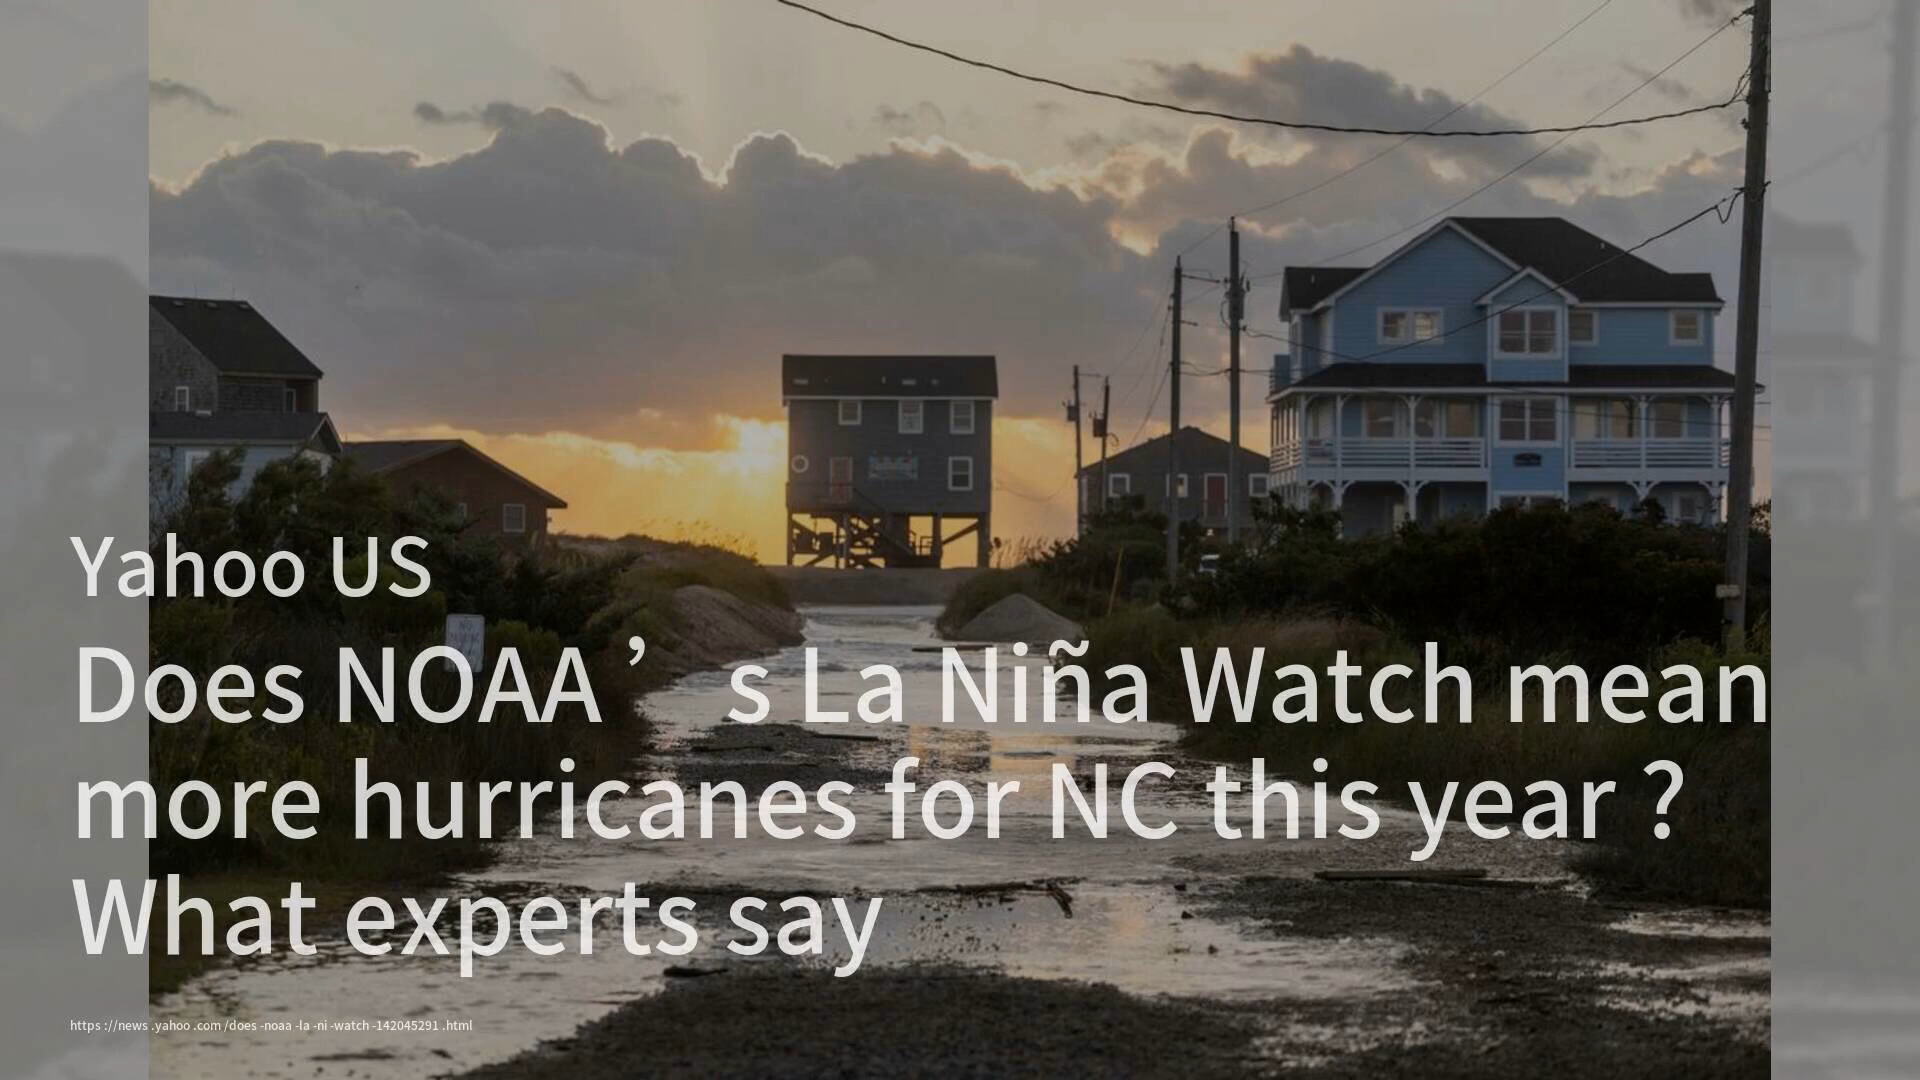 Yahoo US
Does NOAA’s La Niña Watch mean
more hurricanes for NC this year ?
What experts say
https ://news .yahoo .com /does -noaa -la -ni -watch -142045291 .html